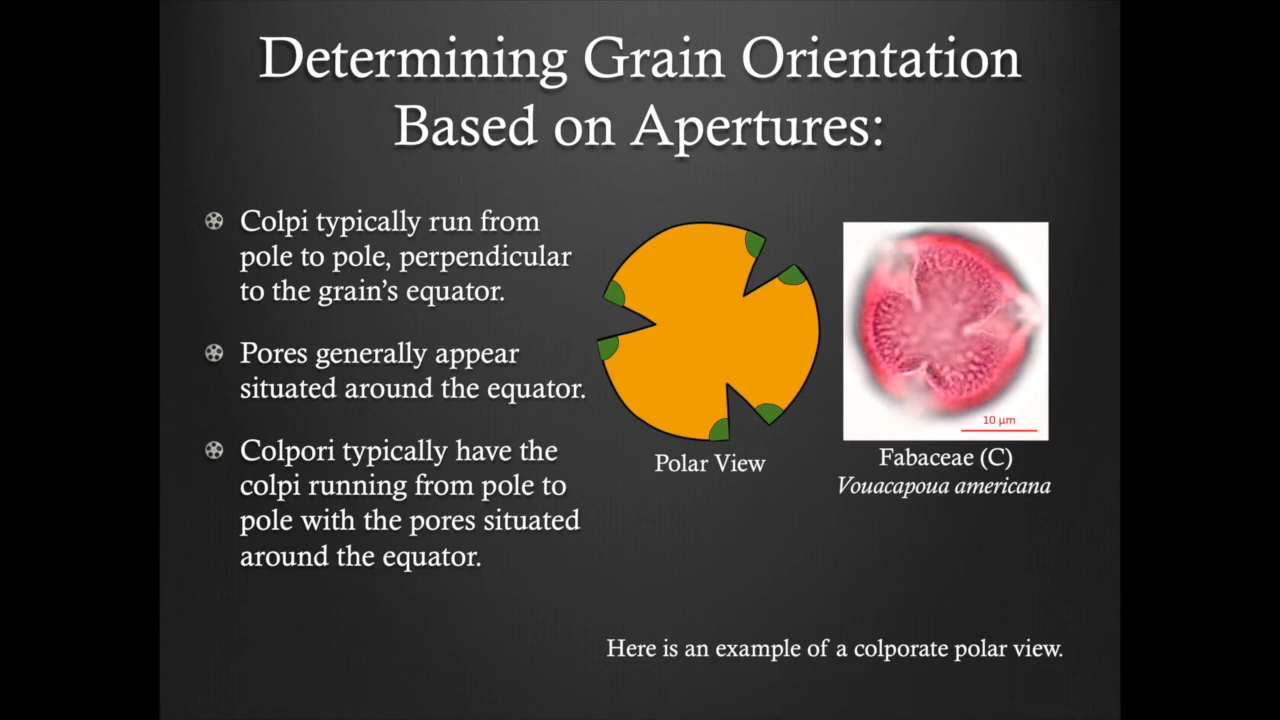 Determining Grain Orientation
Based on Apertures:
Colpi typically run from
pole to pole, perpendicular
to the grain's equator.
Pores generally appear
situated around the equator.
Colpori typically have the
colpi running from pole to
pole with the pores situated
around the equator.
Polar View
10 µm
Fabaceae (C)
Vouacapoua americana
Here is an example of a colporate polar view.